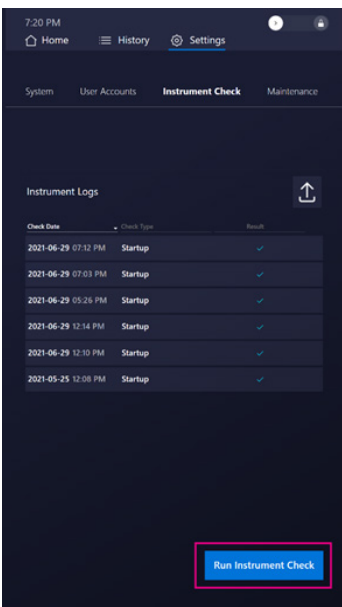 7:20 PM
Home History Settings
System User Accounts Instrument Check Maintenance
Instrument Logs
Check Date Check Type Result
2021-06-29 07:12 PM Startup
2021-06-29 07:03 PM Startup
2021-06-29 05:26 PM Startup
2021-06-29 12:14 PM Startup
2021-06-29 12:10 PM Startup
2021-05-25 12:08 PM Startup
Run Instrument Check